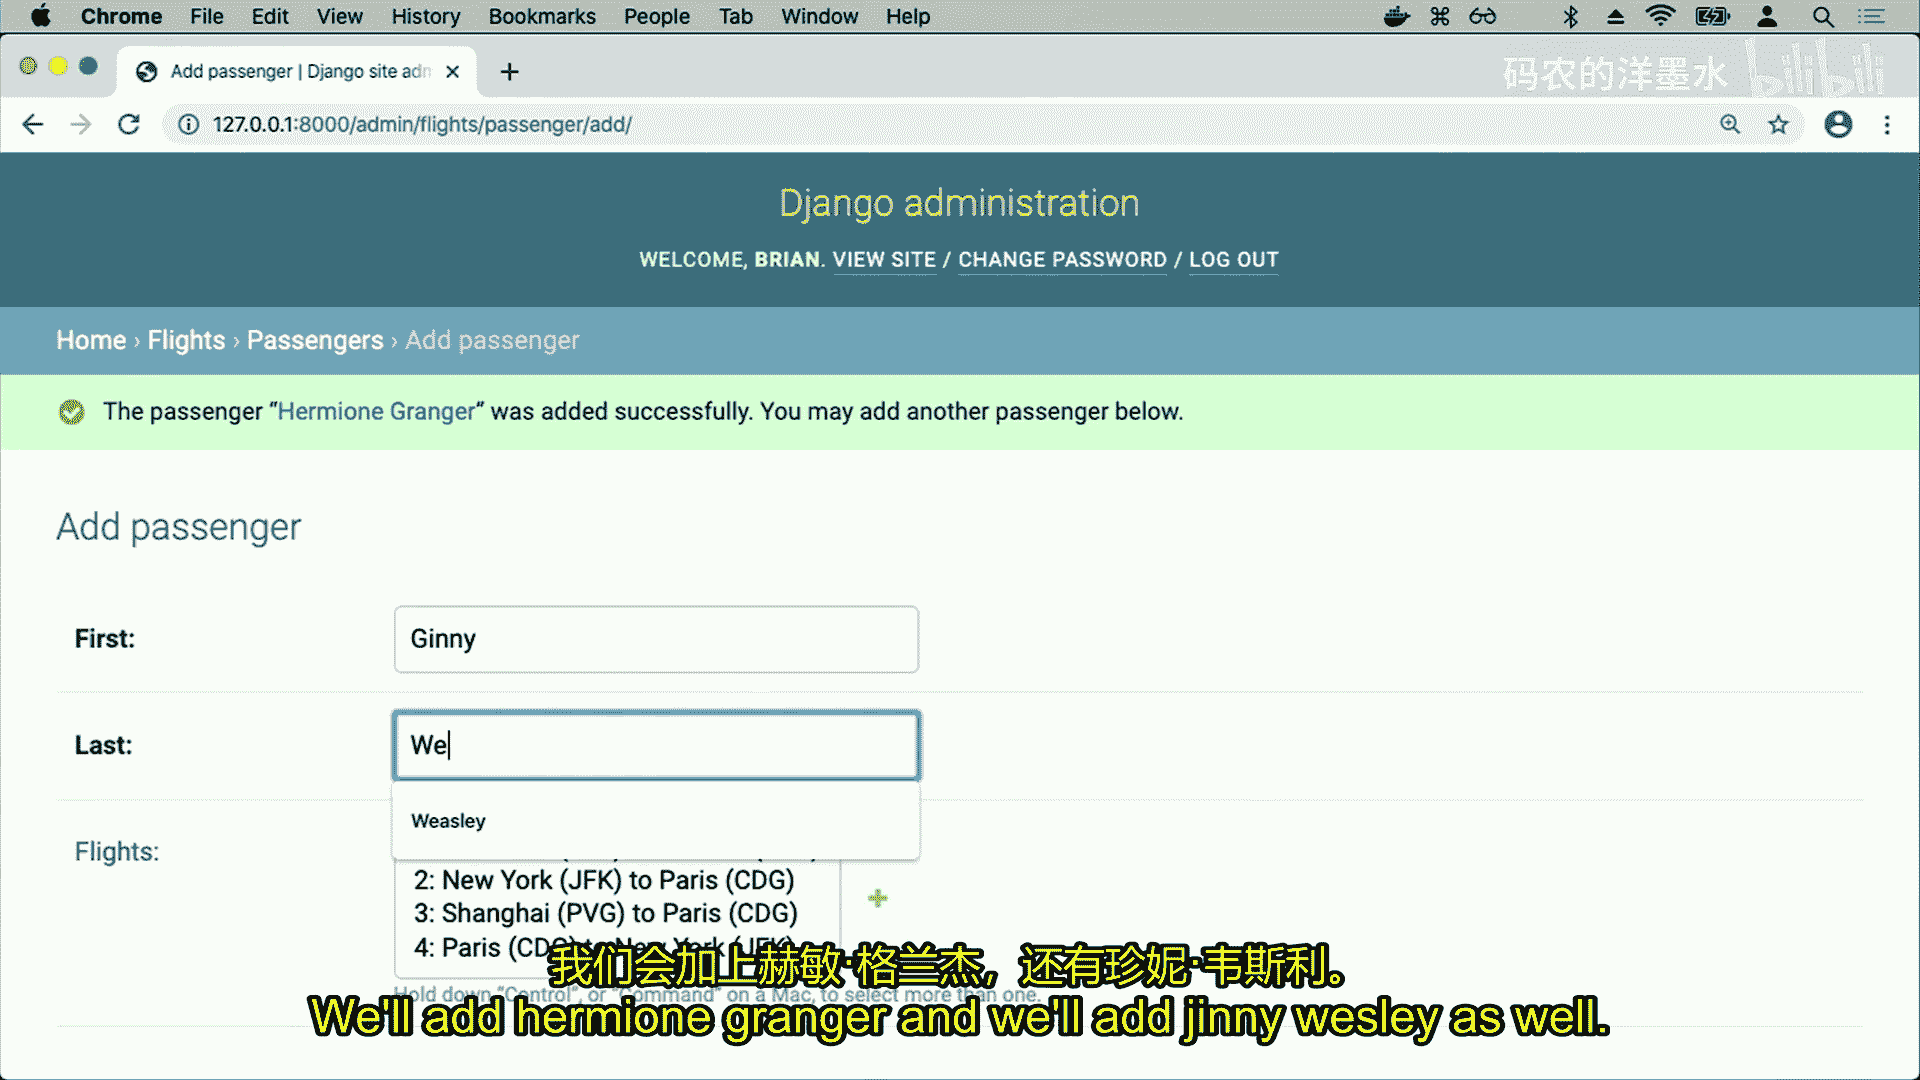 Chrome File Edit View History Bookmarks People Tab Window Help
Add passenger | Django site adm
码农的洋墨水 bilibili
127.0.0.1:8000/admin/flights/passenger/add/
Django administration
WELCOME, BRIAN. VIEW SITE / CHANGE PASSWORD / LOG OUT
Home › Flights › Passengers › Add passenger
The passenger “Hermione Granger” was added successfully. You may add another passenger below.
Add passenger
First: Ginny
Last: We
Weasley
Flights:
2: New York (JFK) to Paris (CDG)
3: Shanghai (PVG) to Paris (CDG)
4: Paris (CDG) to New York (JFK)
我们会加上赫敏·格兰杰，还有珍妮·韦斯利。
Hold down “Control”, or “Command” on a Mac, to select more than one.
We'll add hermione granger and we'll add jinny wesley as well.